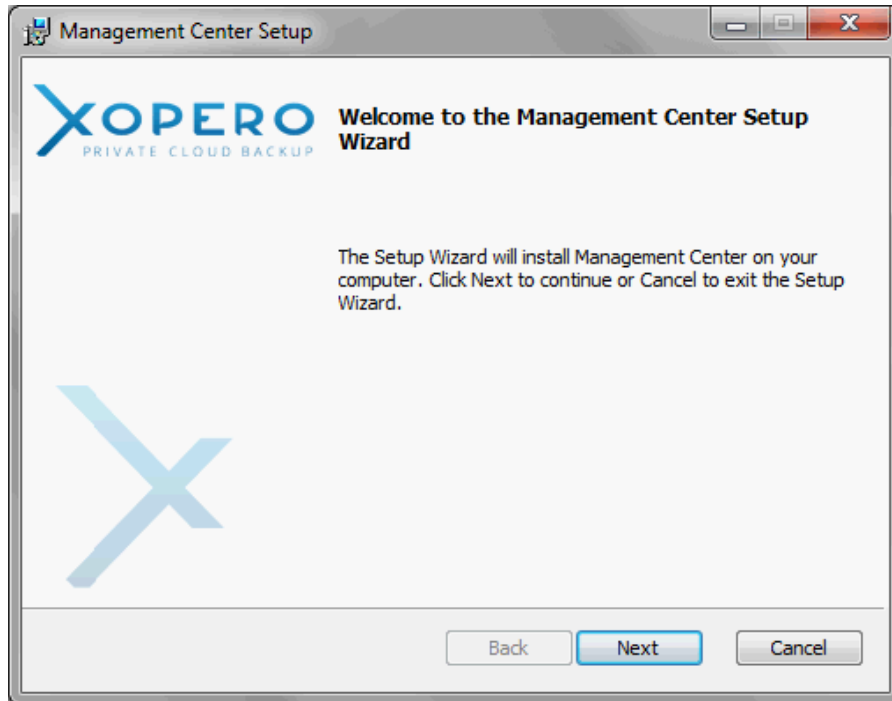 Management Center Setup
XOPERO
PRIVATE CLOUD BACKUP
Welcome to the Management Center Setup
Wizard
The Setup Wizard will install Management Center on your
computer. Click Next to continue or Cancel to exit the Setup
Wizard.
Back Next Cancel